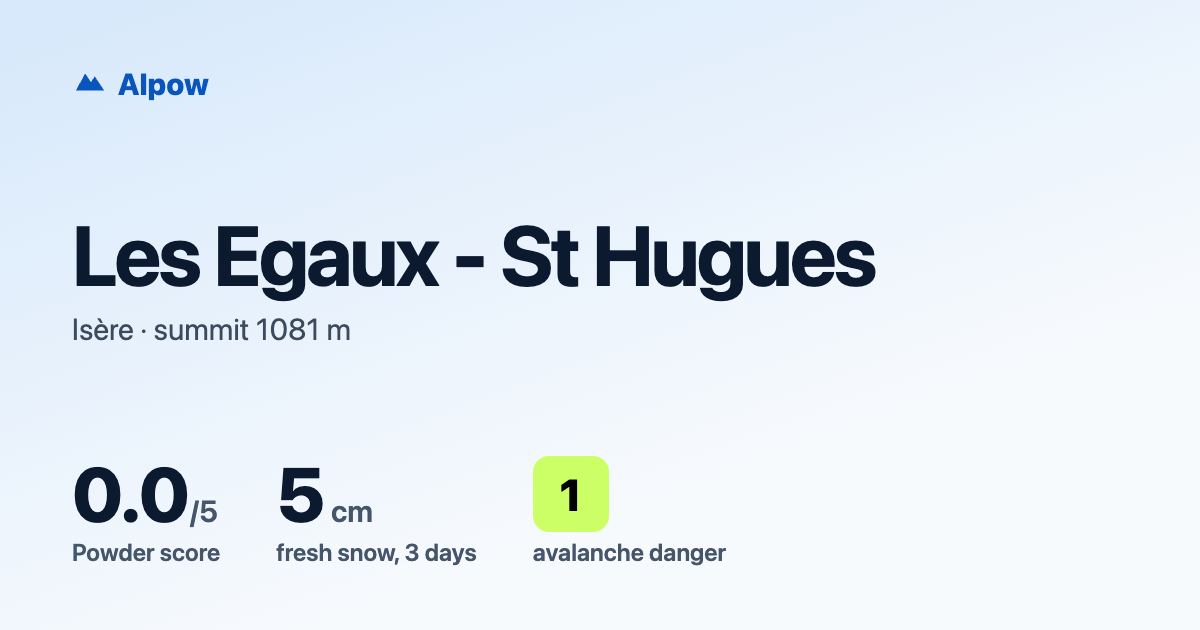 Alpow
Les Egaux - St Hugues
Isère · summit 1081 m
0.0/5
Powder score
5 cm
fresh snow, 3 days
1
avalanche danger